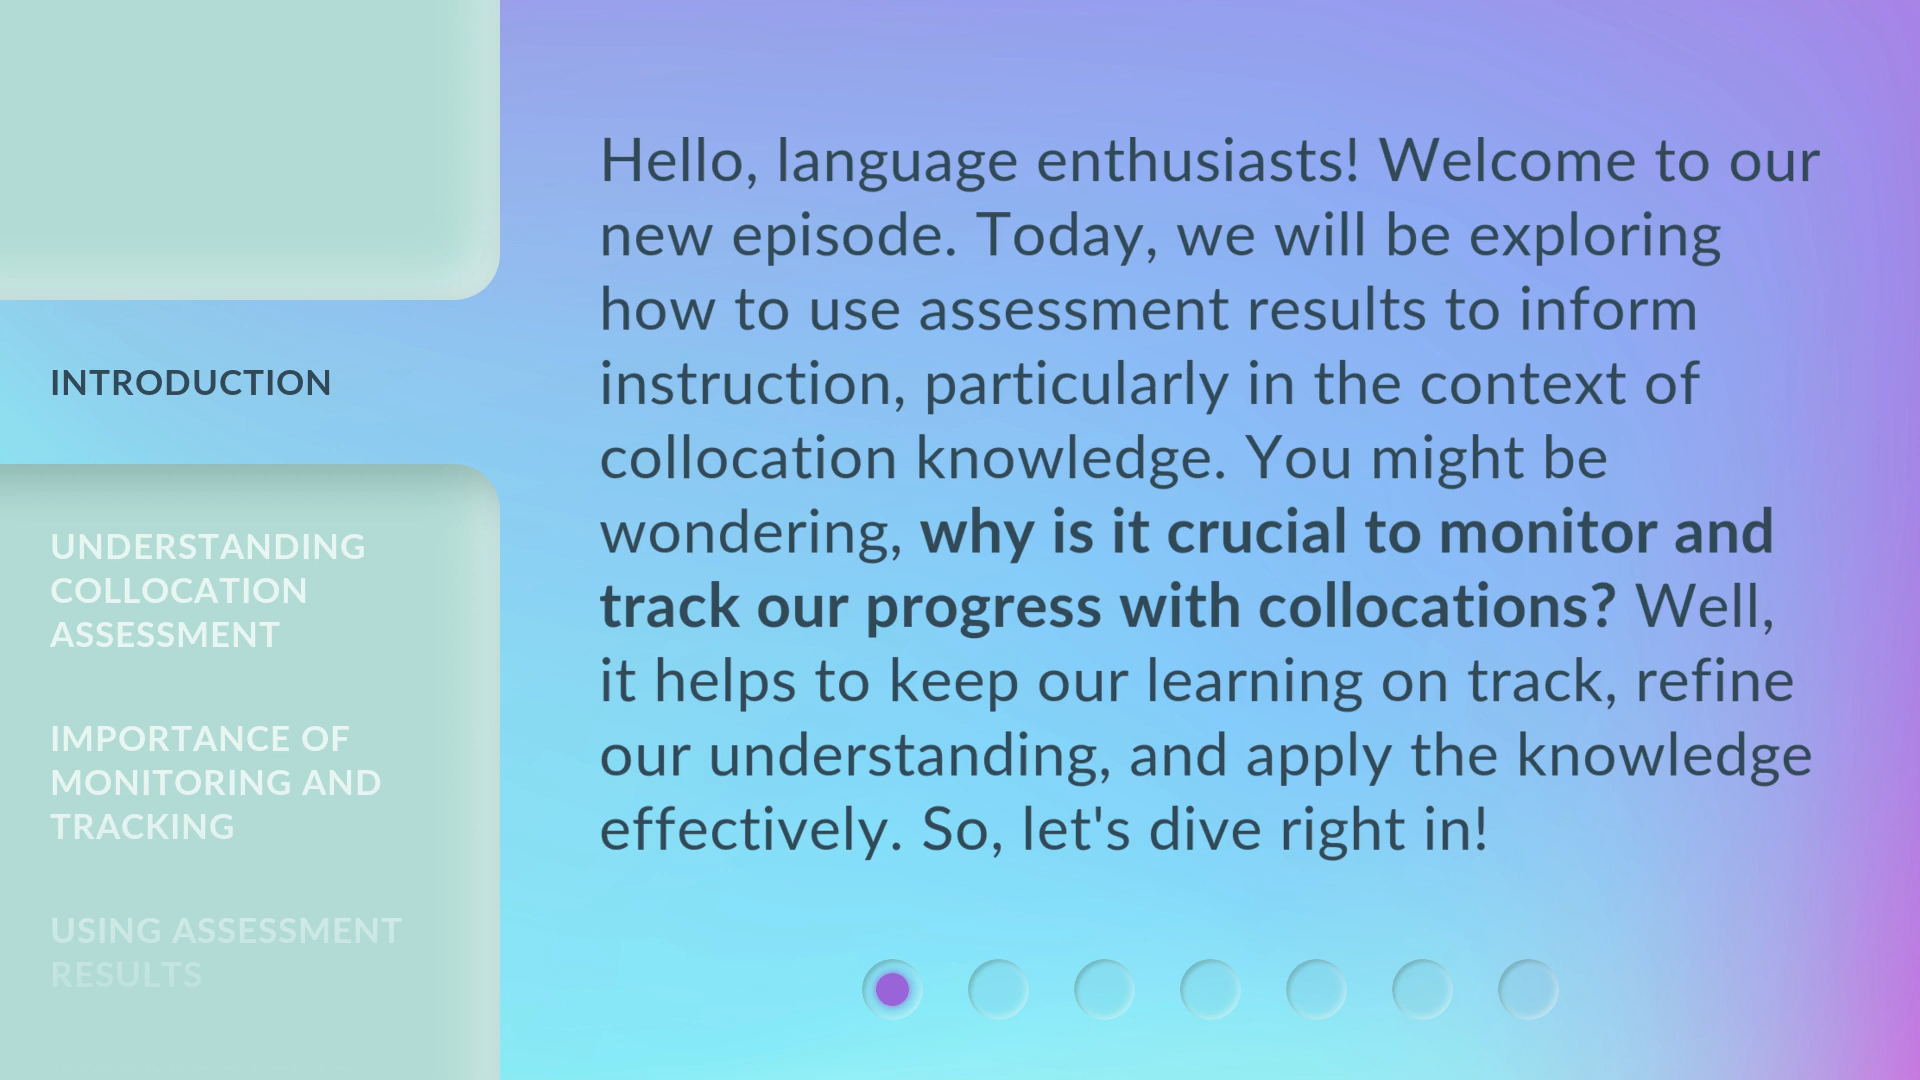 INTRODUCTION
UNDERSTANDING
COLLOCATION
ASSESSMENT
IMPORTANCE OF
MONITORING AND
TRACKING
USING ASSESSMENT
RESULTS
Hello, language enthusiasts! Welcome to our
new episode. Today, we will be exploring
how to use assessment results to inform
instruction, particularly in the context of
collocation knowledge. You might be
wondering, why is it crucial to monitor and
track our progress with collocations? Well,
it helps to keep our learning on track, refine
our understanding, and apply the knowledge
effectively. So, let's dive right in!